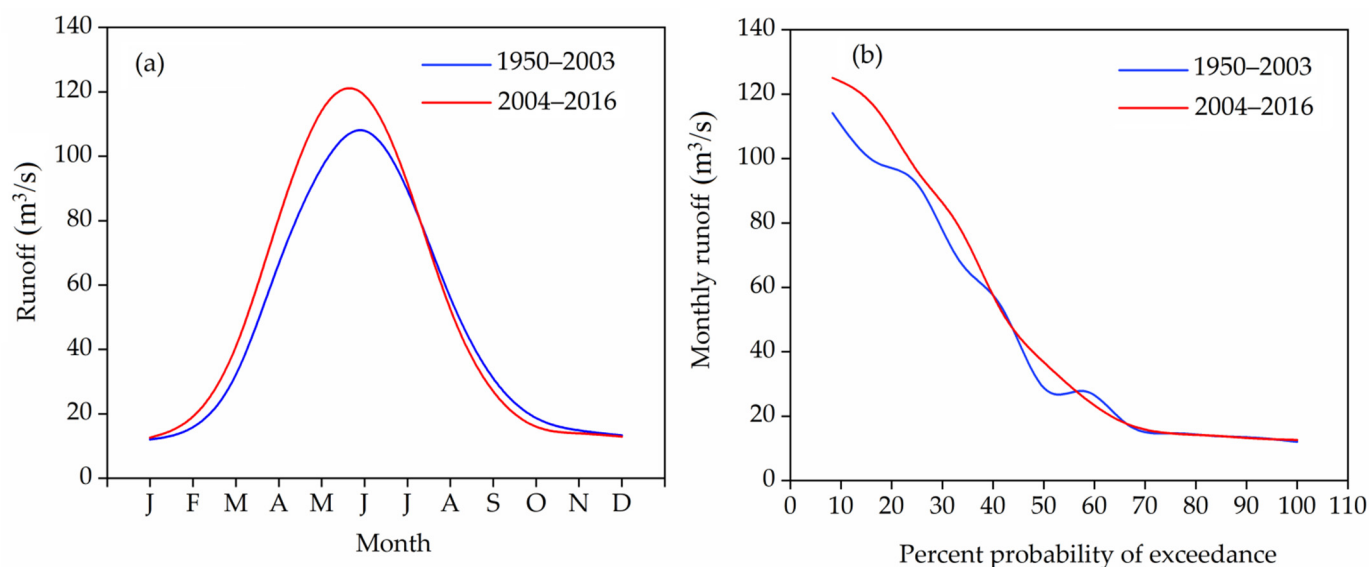 (a)
1950–2003
2004–2016
140
120
100
80
60
40
20
0
Runoff (m³/s)
J F M A M J J A S O N D
Month
(b)
1950–2003
2004–2016
140
120
100
80
60
40
20
0
Monthly runoff (m³/s)
0 10 20 30 40 50 60 70 80 90 100 110
Percent probability of exceedance